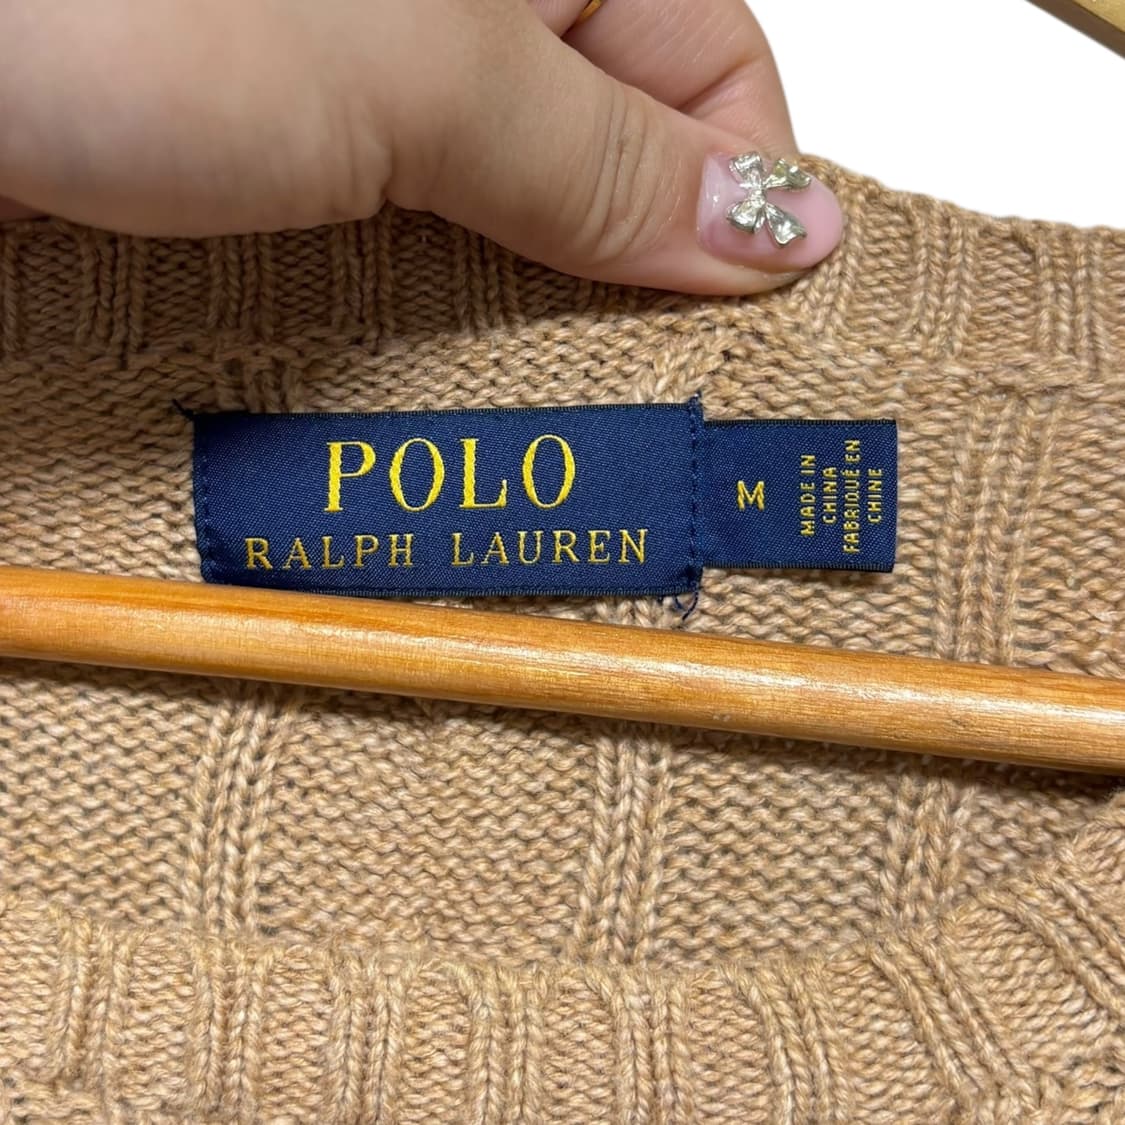 POLO
RALPH LAUREN
M
MADE IN
CHINA
FABRIQUÉ EN
CHINE